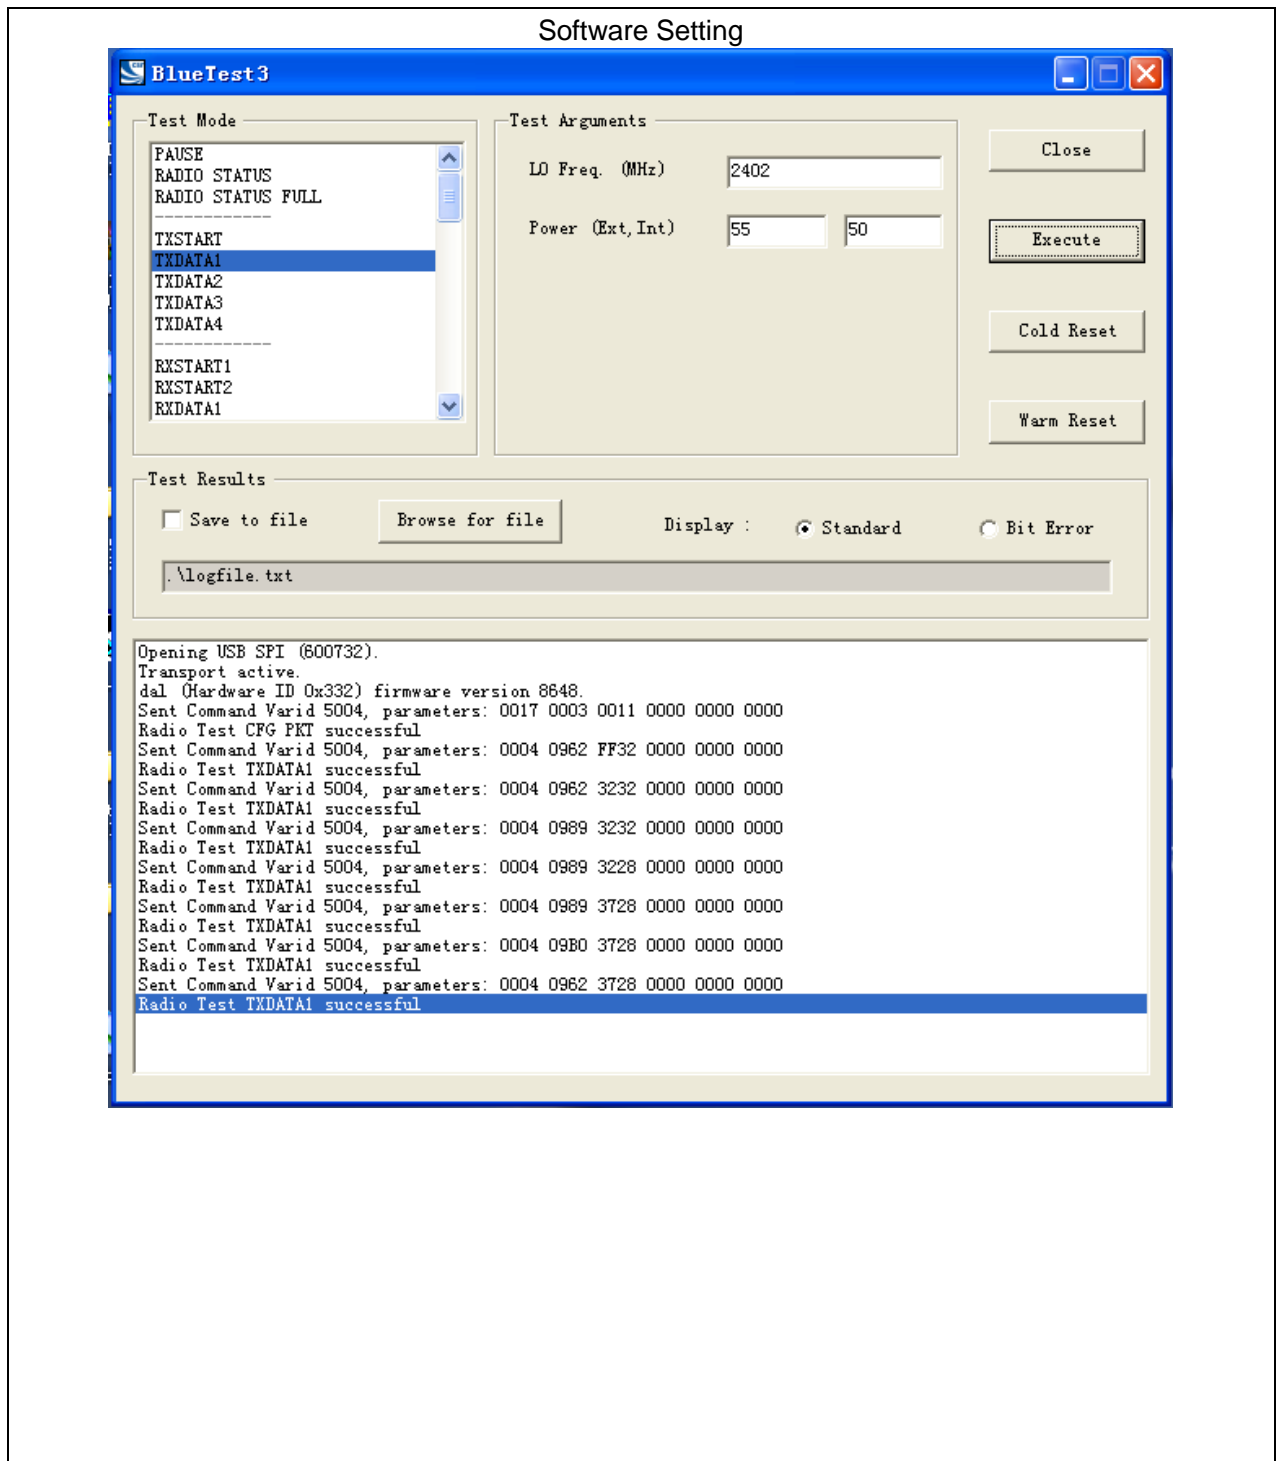 Software Setting
BlueTest3
Test Mode
PAUSE
RADIO STATUS
RADIO STATUS FULL
------------
TXSTART
TXDATA1
TXDATA2
TXDATA3
TXDATA4
------------
RXSTART1
RXSTART2
RXDATA1
Test Arguments
LO Freq. (MHz) 2402
Power (Ext,Int) 55 50
Close
Execute
Cold Reset
Warm Reset
Test Results
Save to file Browse for file Display : Standard Bit Error
.\logfile.txt
Opening USB SPI (600732).
Transport active.
dal (Hardware ID 0x332) firmware version 8648.
Sent Command Varid 5004, parameters: 0017 0003 0011 0000 0000 0000
Radio Test CFG PKT successful
Sent Command Varid 5004, parameters: 0004 0962 FF32 0000 0000 0000
Radio Test TXDATA1 successful
Sent Command Varid 5004, parameters: 0004 0962 3232 0000 0000 0000
Radio Test TXDATA1 successful
Sent Command Varid 5004, parameters: 0004 0989 3232 0000 0000 0000
Radio Test TXDATA1 successful
Sent Command Varid 5004, parameters: 0004 0989 3228 0000 0000 0000
Radio Test TXDATA1 successful
Sent Command Varid 5004, parameters: 0004 0989 3728 0000 0000 0000
Radio Test TXDATA1 successful
Sent Command Varid 5004, parameters: 0004 09B0 3728 0000 0000 0000
Radio Test TXDATA1 successful
Sent Command Varid 5004, parameters: 0004 0962 3728 0000 0000 0000
Radio Test TXDATA1 successful